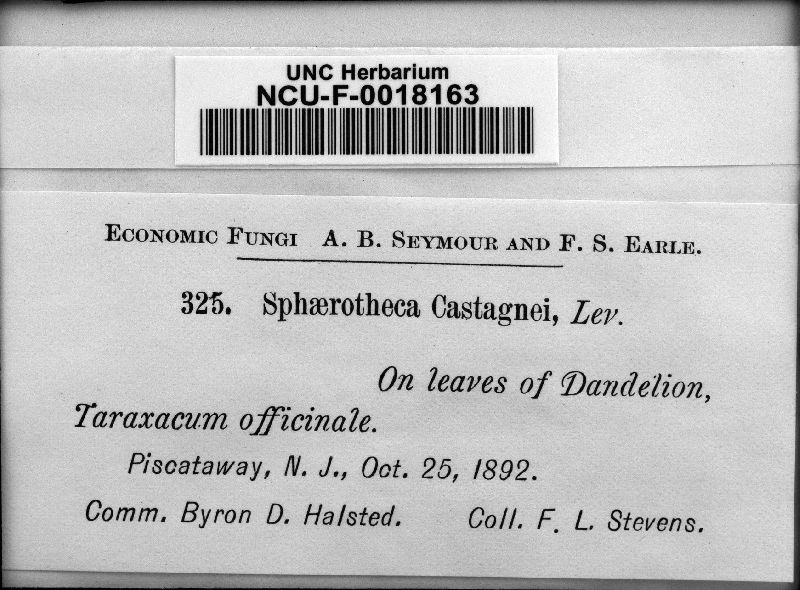 UNC Herbarium
NCU-F-0018163
Economic Fungi A. B. Seymour and F. S. Earle.
325. Sphærotheca Castagnei, Lev.
On leaves of Dandelion,
Taraxacum officinale.
Piscataway, N. J., Oct. 25, 1892.
Comm. Byron D. Halsted. Coll. F. L. Stevens.